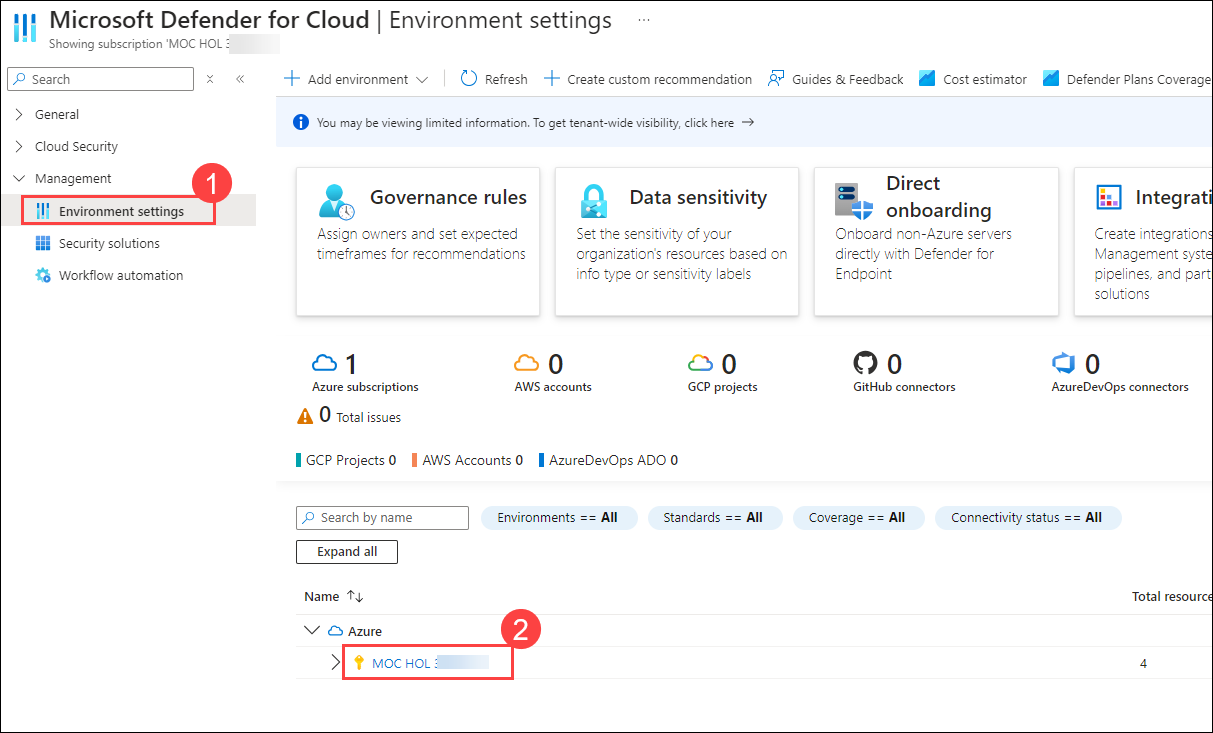 Microsoft Defender for Cloud | Environment settings ...
Showing subscription 'MOC HOL
Search
Add environment
Refresh
Create custom recommendation
Guides & Feedback
Cost estimator
Defender Plans Coverage
General
You may be viewing limited information. To get tenant-wide visibility, click here →
Cloud Security
Management
1
Environment settings
Security solutions
Workflow automation
Governance rules
Assign owners and set expected
timeframes for recommendations
Data sensitivity
Set the sensitivity of your
organization's resources based on
info type or sensitivity labels
Direct
onboarding
Onboard non-Azure servers
directly with Defender for
Endpoint
Create integrations
pipelines, and part
solutions
1
Azure subscriptions
0
AWS accounts
0
GCP projects
0
GitHub connectors
0
AzureDevOps connectors
0 Total issues
GCP Projects 0
AWS Accounts 0
AzureDevOps ADO 0
Search by name
Environments == All
Standards == All
Coverage == All
Connectivity status == All
Expand all
Name ↑↓
Total resource
Azure
2
MOC HOL
4